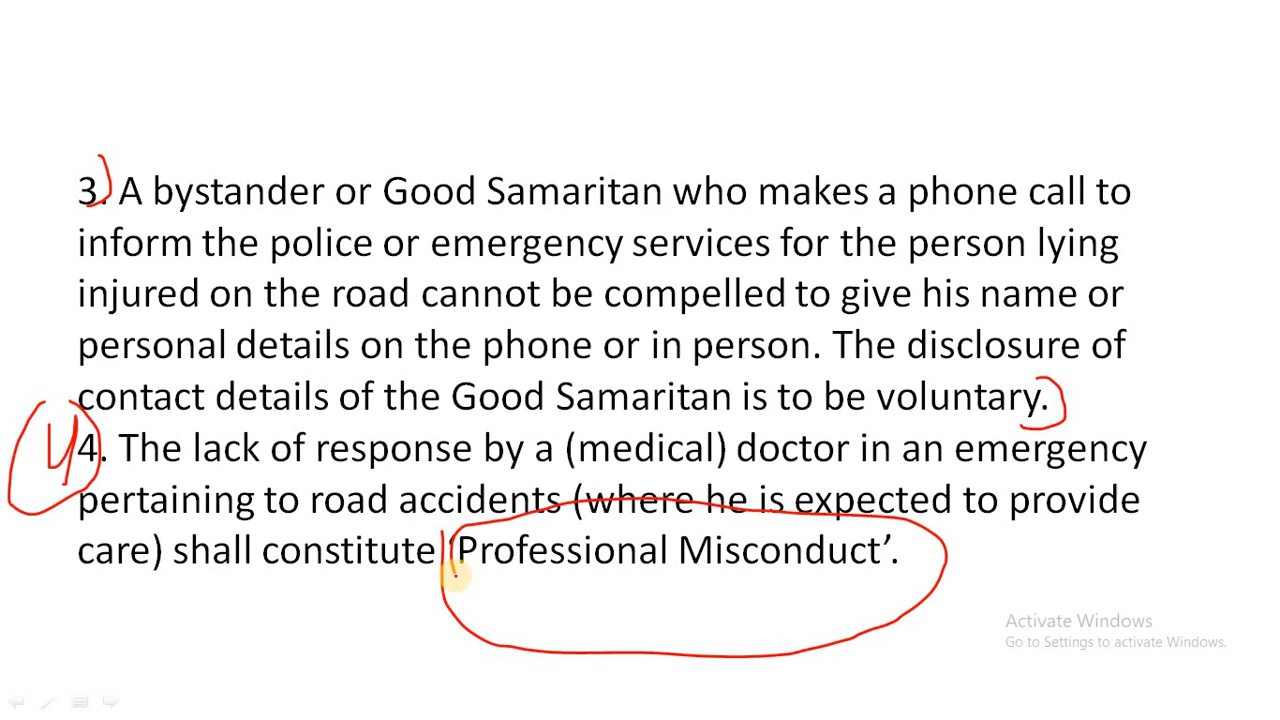 3. A bystander or Good Samaritan who makes a phone call to
inform the police or emergency services for the person lying
injured on the road cannot be compelled to give his name or
personal details on the phone or in person. The disclosure of
contact details of the Good Samaritan is to be voluntary.
4
4. The lack of response by a (medical) doctor in an emergency
pertaining to road accidents (where he is expected to provide
care) shall constitute ‘Professional Misconduct’.
Activate Windows
Go to Settings to activate Windows.